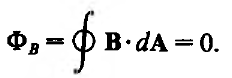 Φ_B = ∮ B · dA = 0.